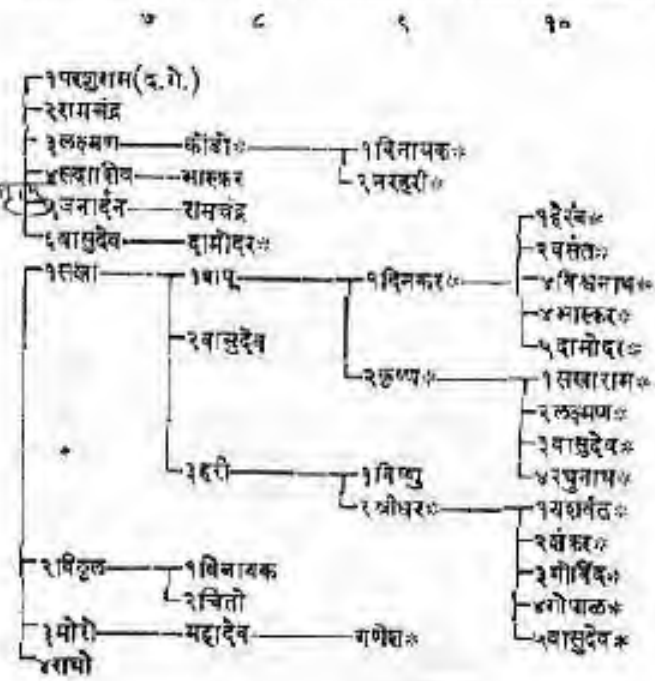 ७ ८ ९ १०
१परशुराम(द.गे.)
२रामचंद्र
३लक्ष्मण कोंडो* १विनायक*
४सदाशिव भास्कर २नरहरी*
५जनार्दन रामचंद्र १हेरंब*
६वासुदेव दामोदर* २वसंत*
१सखा १बापू १दिनकर* ४विश्वनाथ*
४भास्कर*
२वासुदेव ५दामोदर*
२कृष्ण* १सखाराम*
२लक्ष्मण*
३वासुदेव*
३हरी १विष्णु ४रघुनाथ*
२श्रीधर* १यशवंत*
२शंकर*
२विठ्ठल १विनायक ३गोविंद*
२चिंतो ४गोपाळ*
३मोरो महादेव गणेश* ५वासुदेव*
४राघो